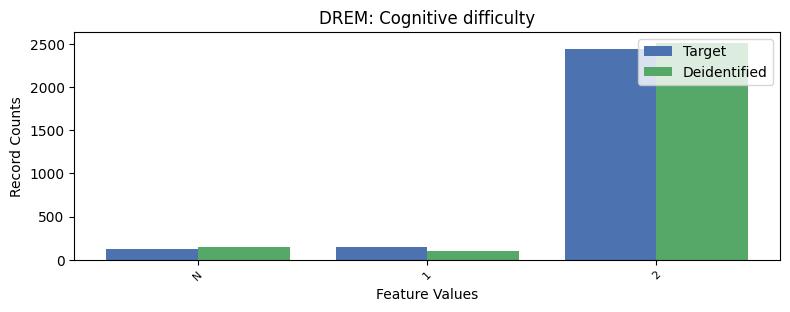 DREM: Cognitive difficulty
Record Counts
2500
2000
1500
1000
500
0
Target
Deidentified
N
1
2
Feature Values